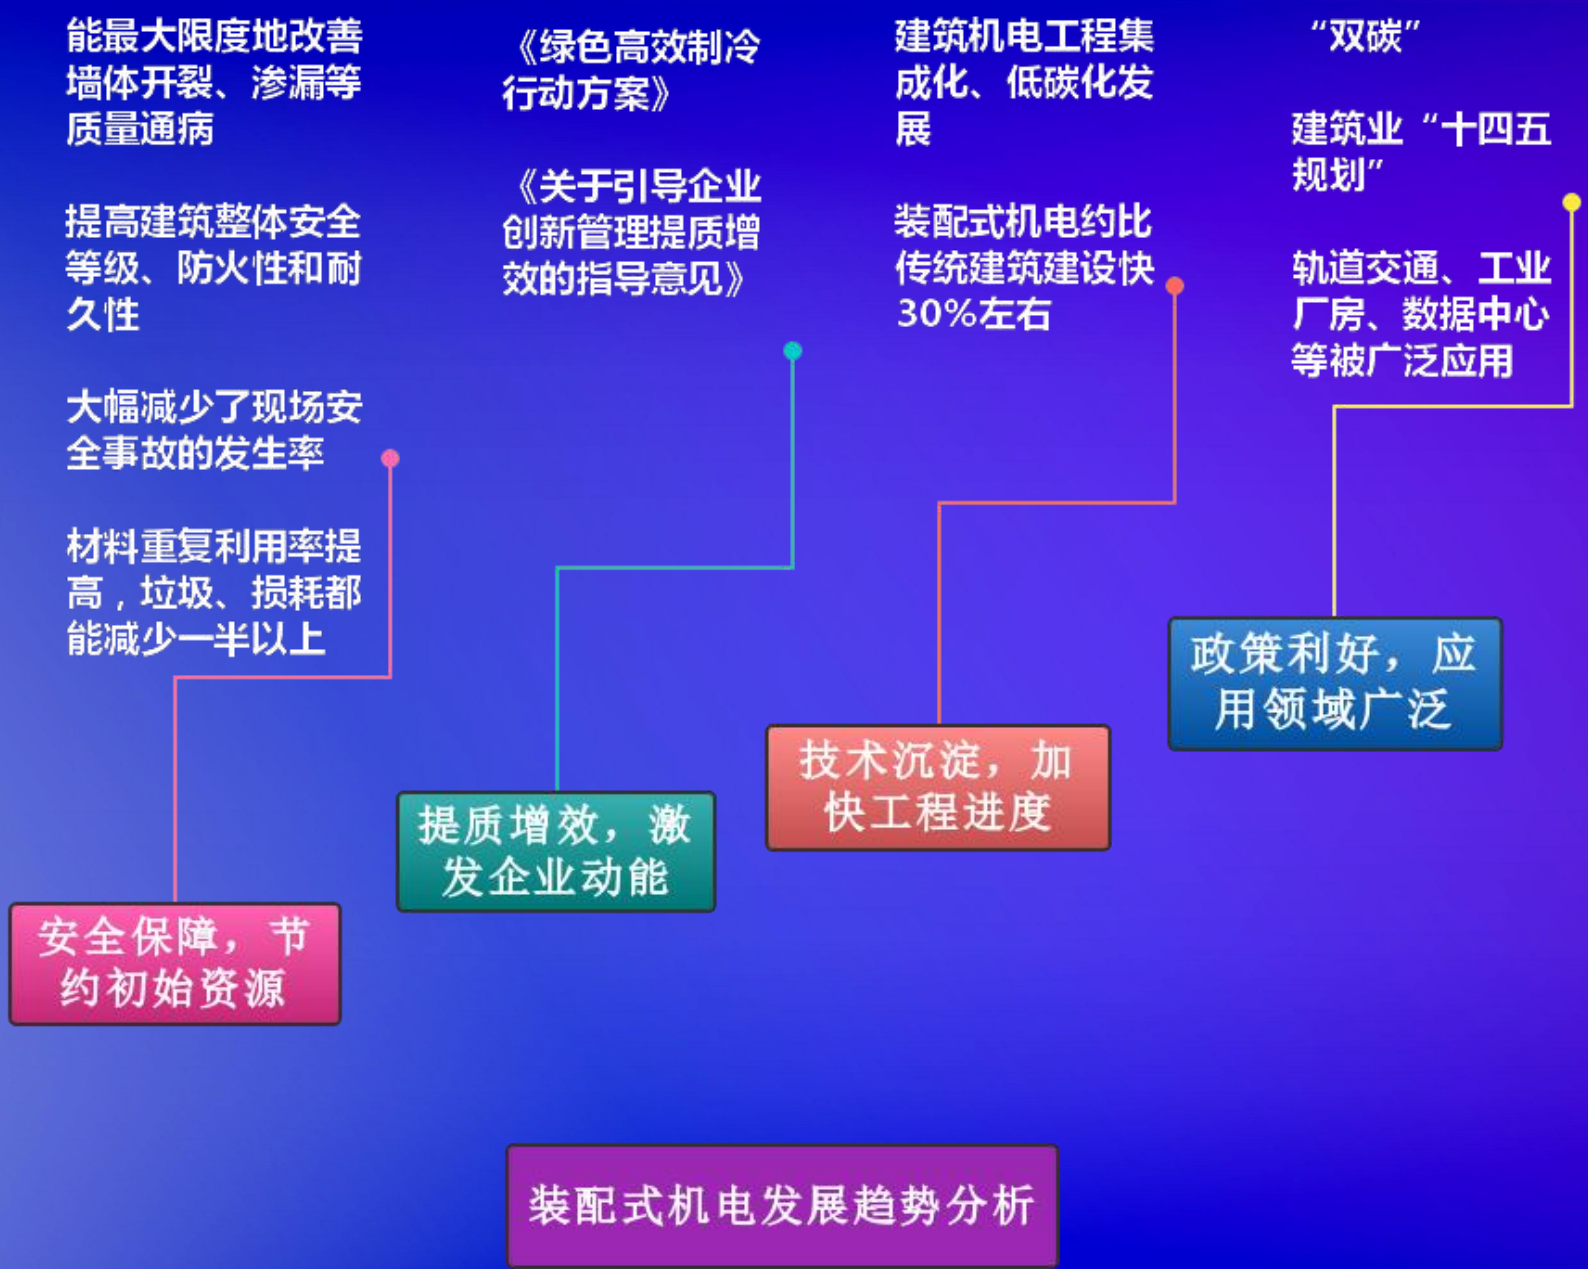 能最大限度地改善
墙体开裂、渗漏等
质量通病
提高建筑整体安全
等级、防火性和耐
久性
大幅减少了现场安
全事故的发生率
材料重复利用率提
高，垃圾、损耗都
能减少一半以上
安全保障，节
约初始资源
《绿色高效制冷
行动方案》
《关于引导企业
创新管理提质增
效的指导意见》
提质增效，激
发企业动能
建筑机电工程集
成化、低碳化发
展
装配式机电约比
传统建筑建设快
30%左右
技术沉淀，加
快工程进度
“双碳”
建筑业“十四五
规划”
轨道交通、工业
厂房、数据中心
等被广泛应用
政策利好，应
用领域广泛
装配式机电发展趋势分析